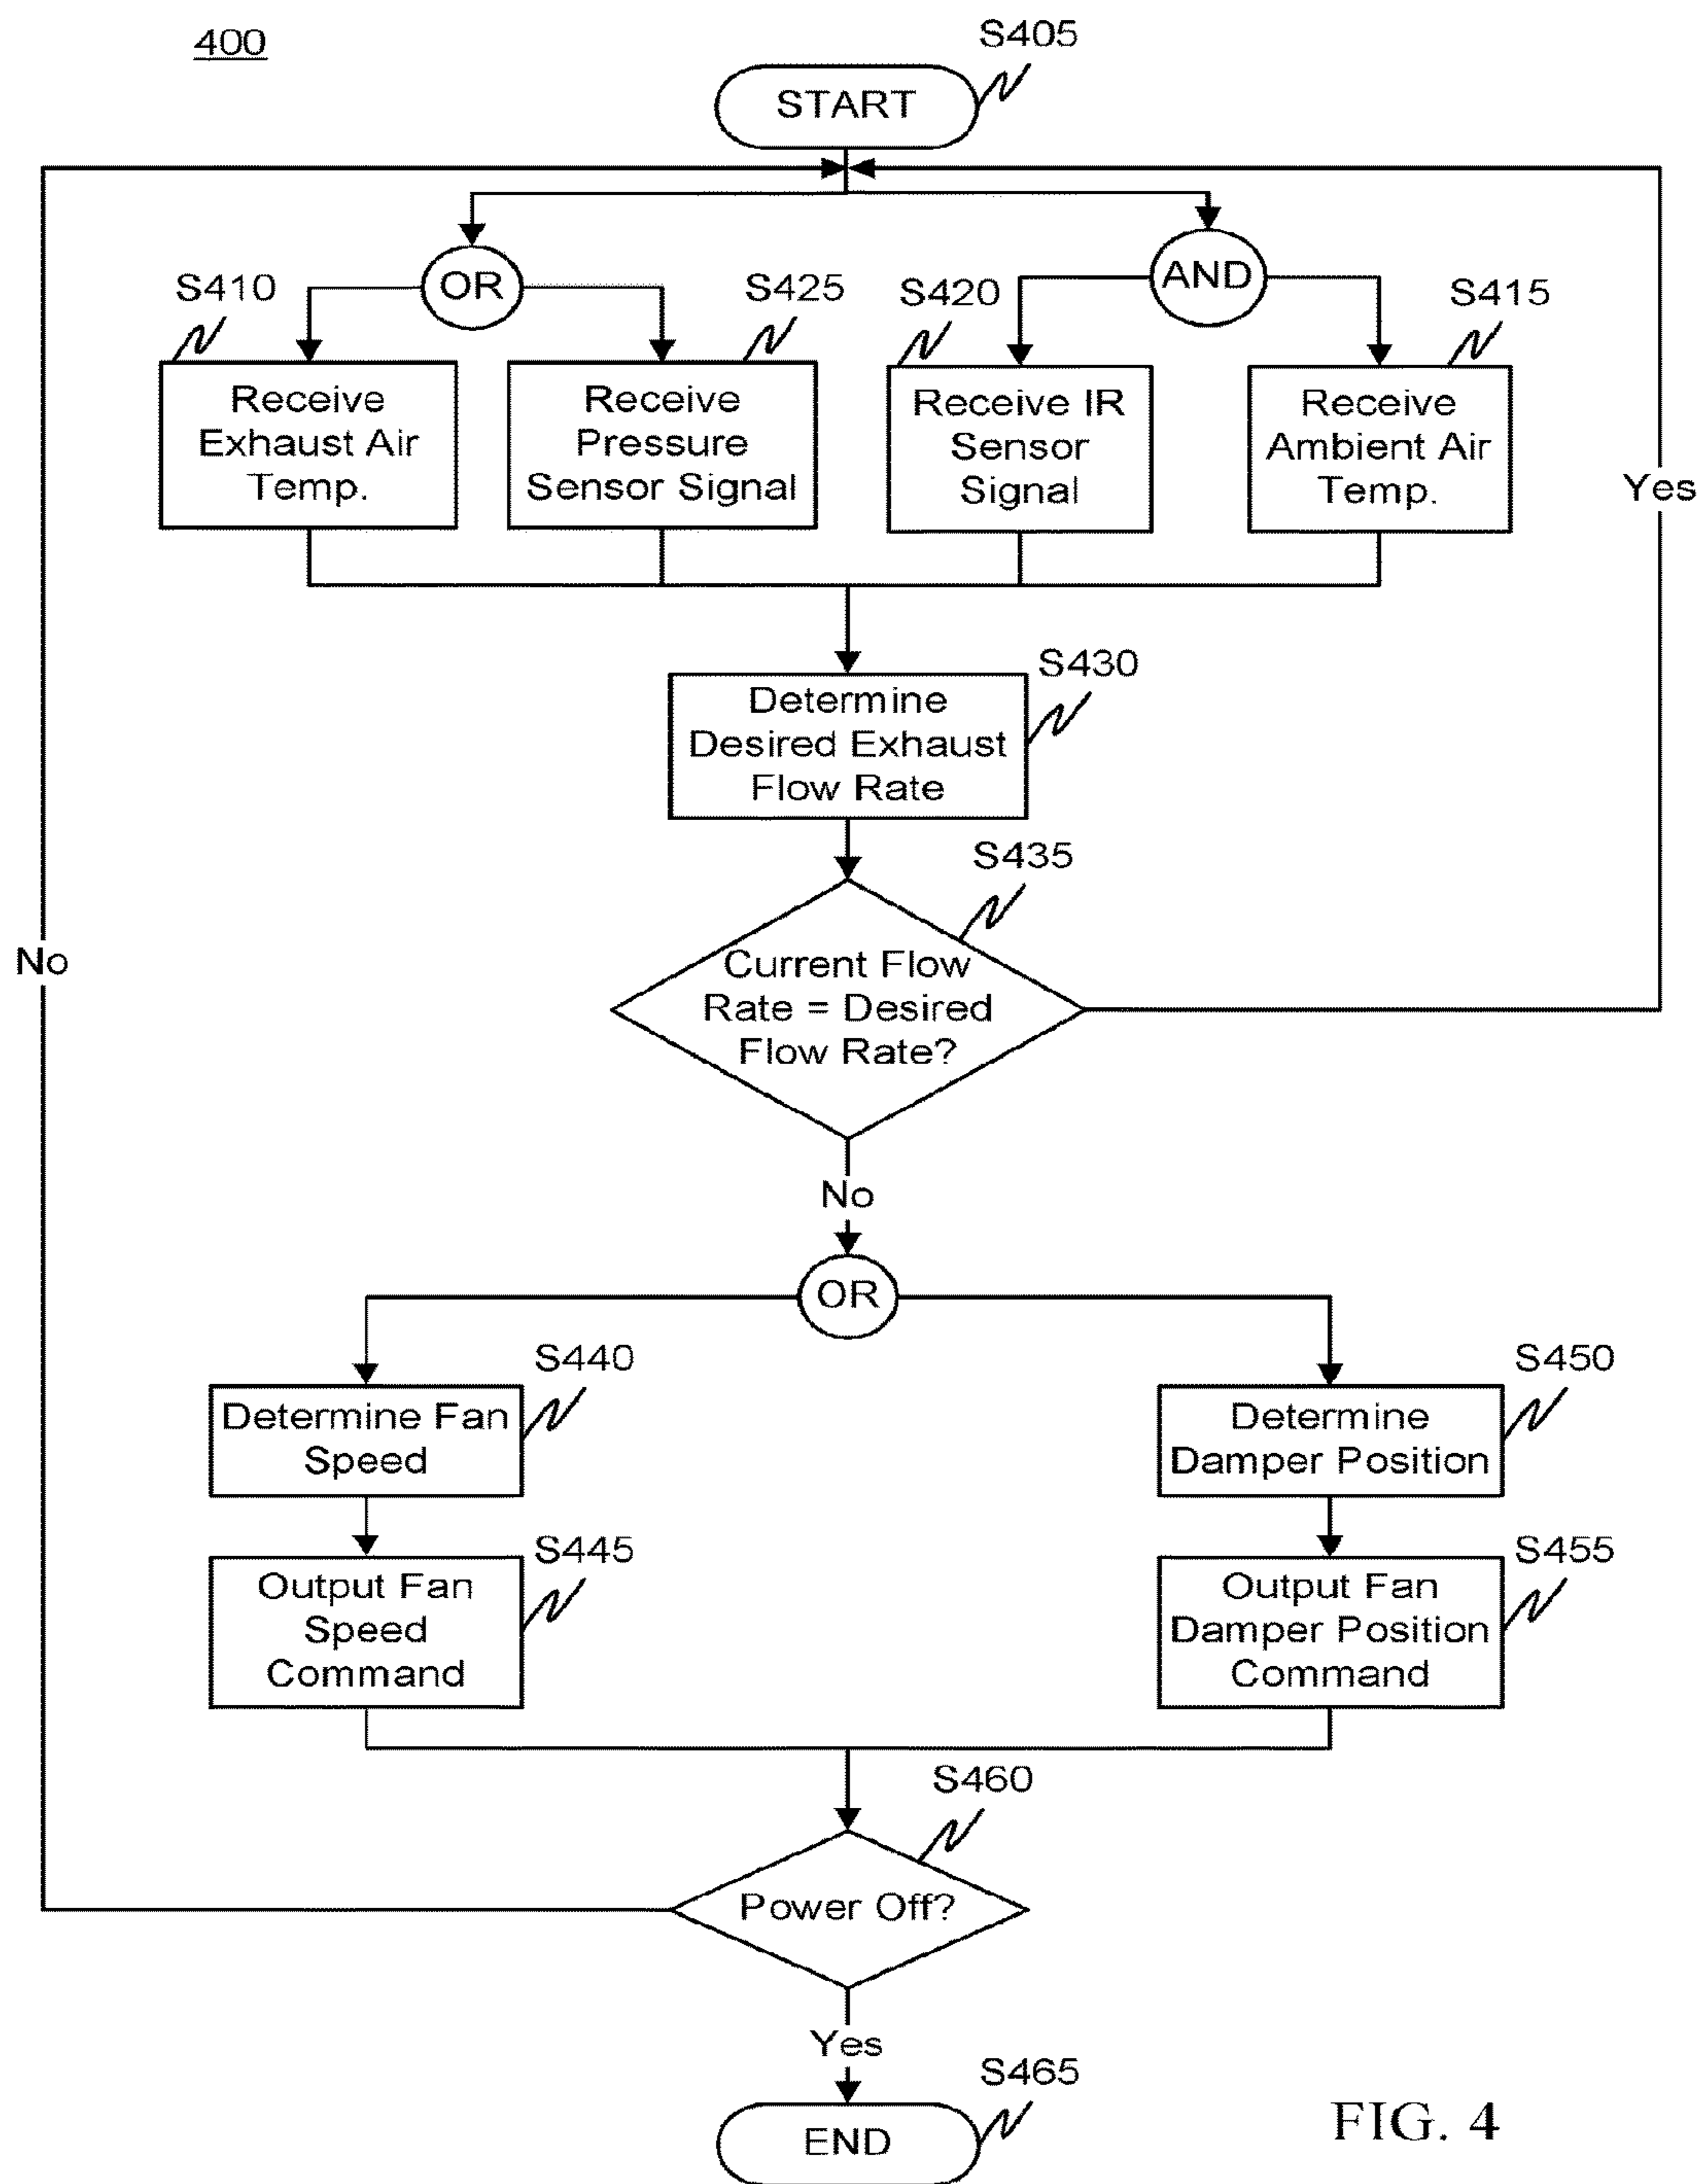 400
S405
START
OR
AND
S410
S425
S420
S415
Receive
Exhaust Air
Temp.
Receive
Pressure
Sensor Signal
Receive IR
Sensor
Signal
Receive
Ambient Air
Temp.
Yes
S430
Determine
Desired Exhaust
Flow Rate
S435
Current Flow
Rate = Desired
Flow Rate?
No
No
OR
S440
Determine Fan
Speed
S450
Determine
Damper Position
S445
Output Fan
Speed
Command
S455
Output Fan
Damper Position
Command
S460
Power Off?
Yes
S465
END
FIG. 4